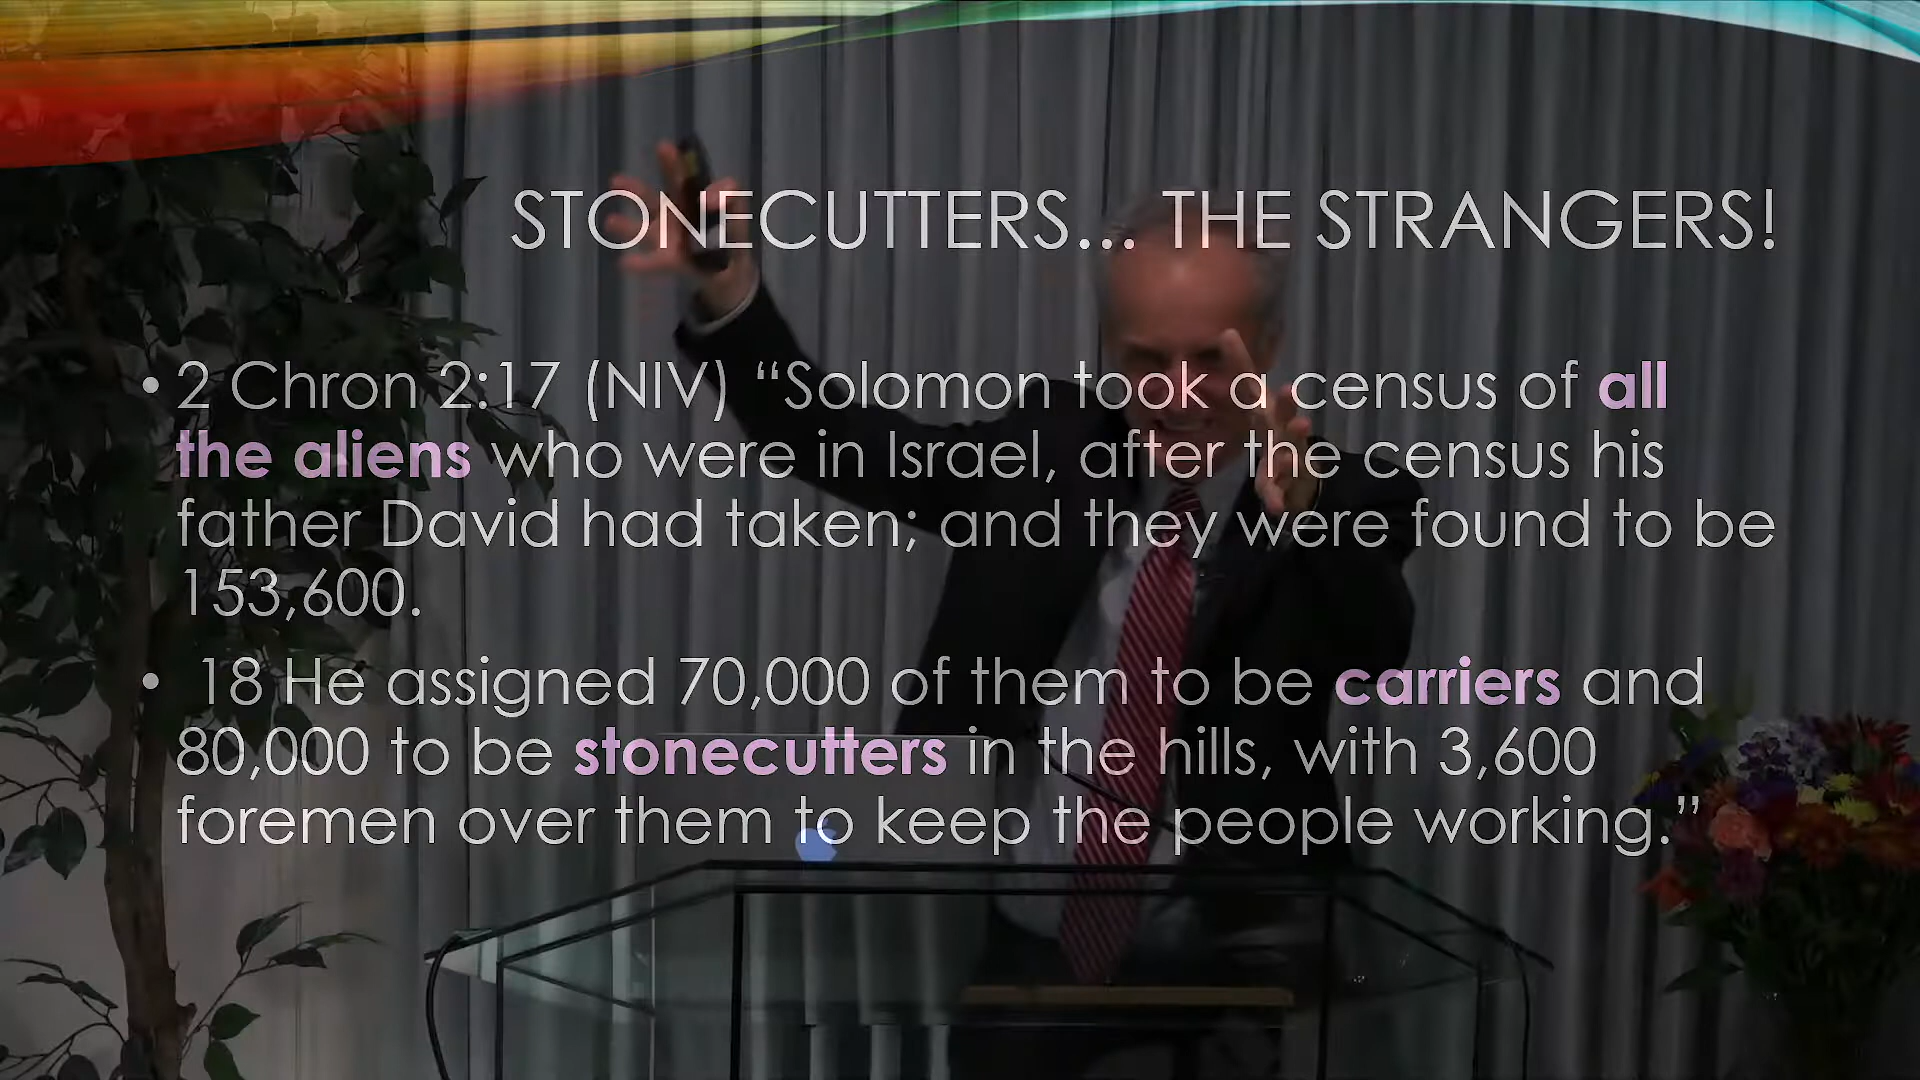 STONECUTTERS... THE STRANGERS!
• 2 Chron 2:17 (NIV) “Solomon took a census of all
the aliens who were in Israel, after the census his
father David had taken; and they were found to be
153,600.
• 18 He assigned 70,000 of them to be carriers and
80,000 to be stonecutters in the hills, with 3,600
foremen over them to keep the people working.”